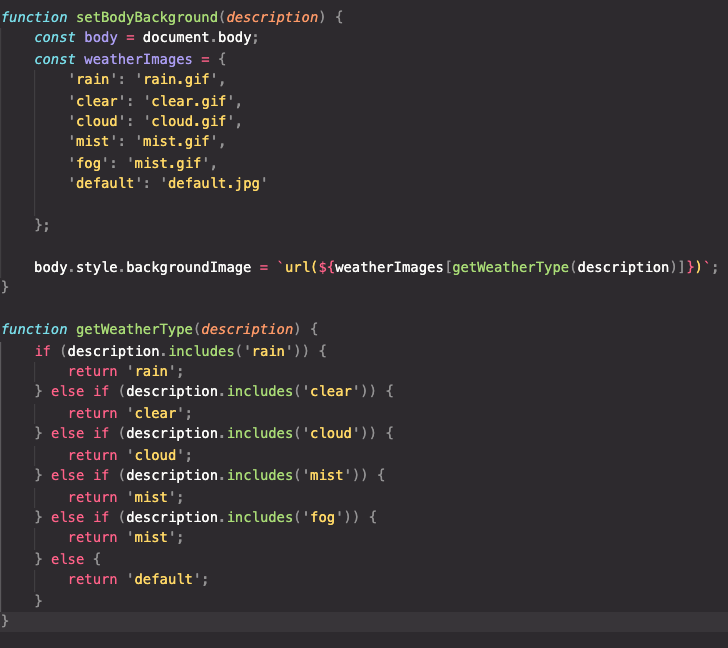 function setBodyBackground(description) {
    const body = document.body;
    const weatherImages = {
        'rain': 'rain.gif',
        'clear': 'clear.gif',
        'cloud': 'cloud.gif',
        'mist': 'mist.gif',
        'fog': 'mist.gif',
        'default': 'default.jpg'

    };

    body.style.backgroundImage = `url(${weatherImages[getWeatherType(description)]})`;
}

function getWeatherType(description) {
    if (description.includes('rain')) {
        return 'rain';
    } else if (description.includes('clear')) {
        return 'clear';
    } else if (description.includes('cloud')) {
        return 'cloud';
    } else if (description.includes('mist')) {
        return 'mist';
    } else if (description.includes('fog')) {
        return 'mist';
    } else {
        return 'default';
    }
}